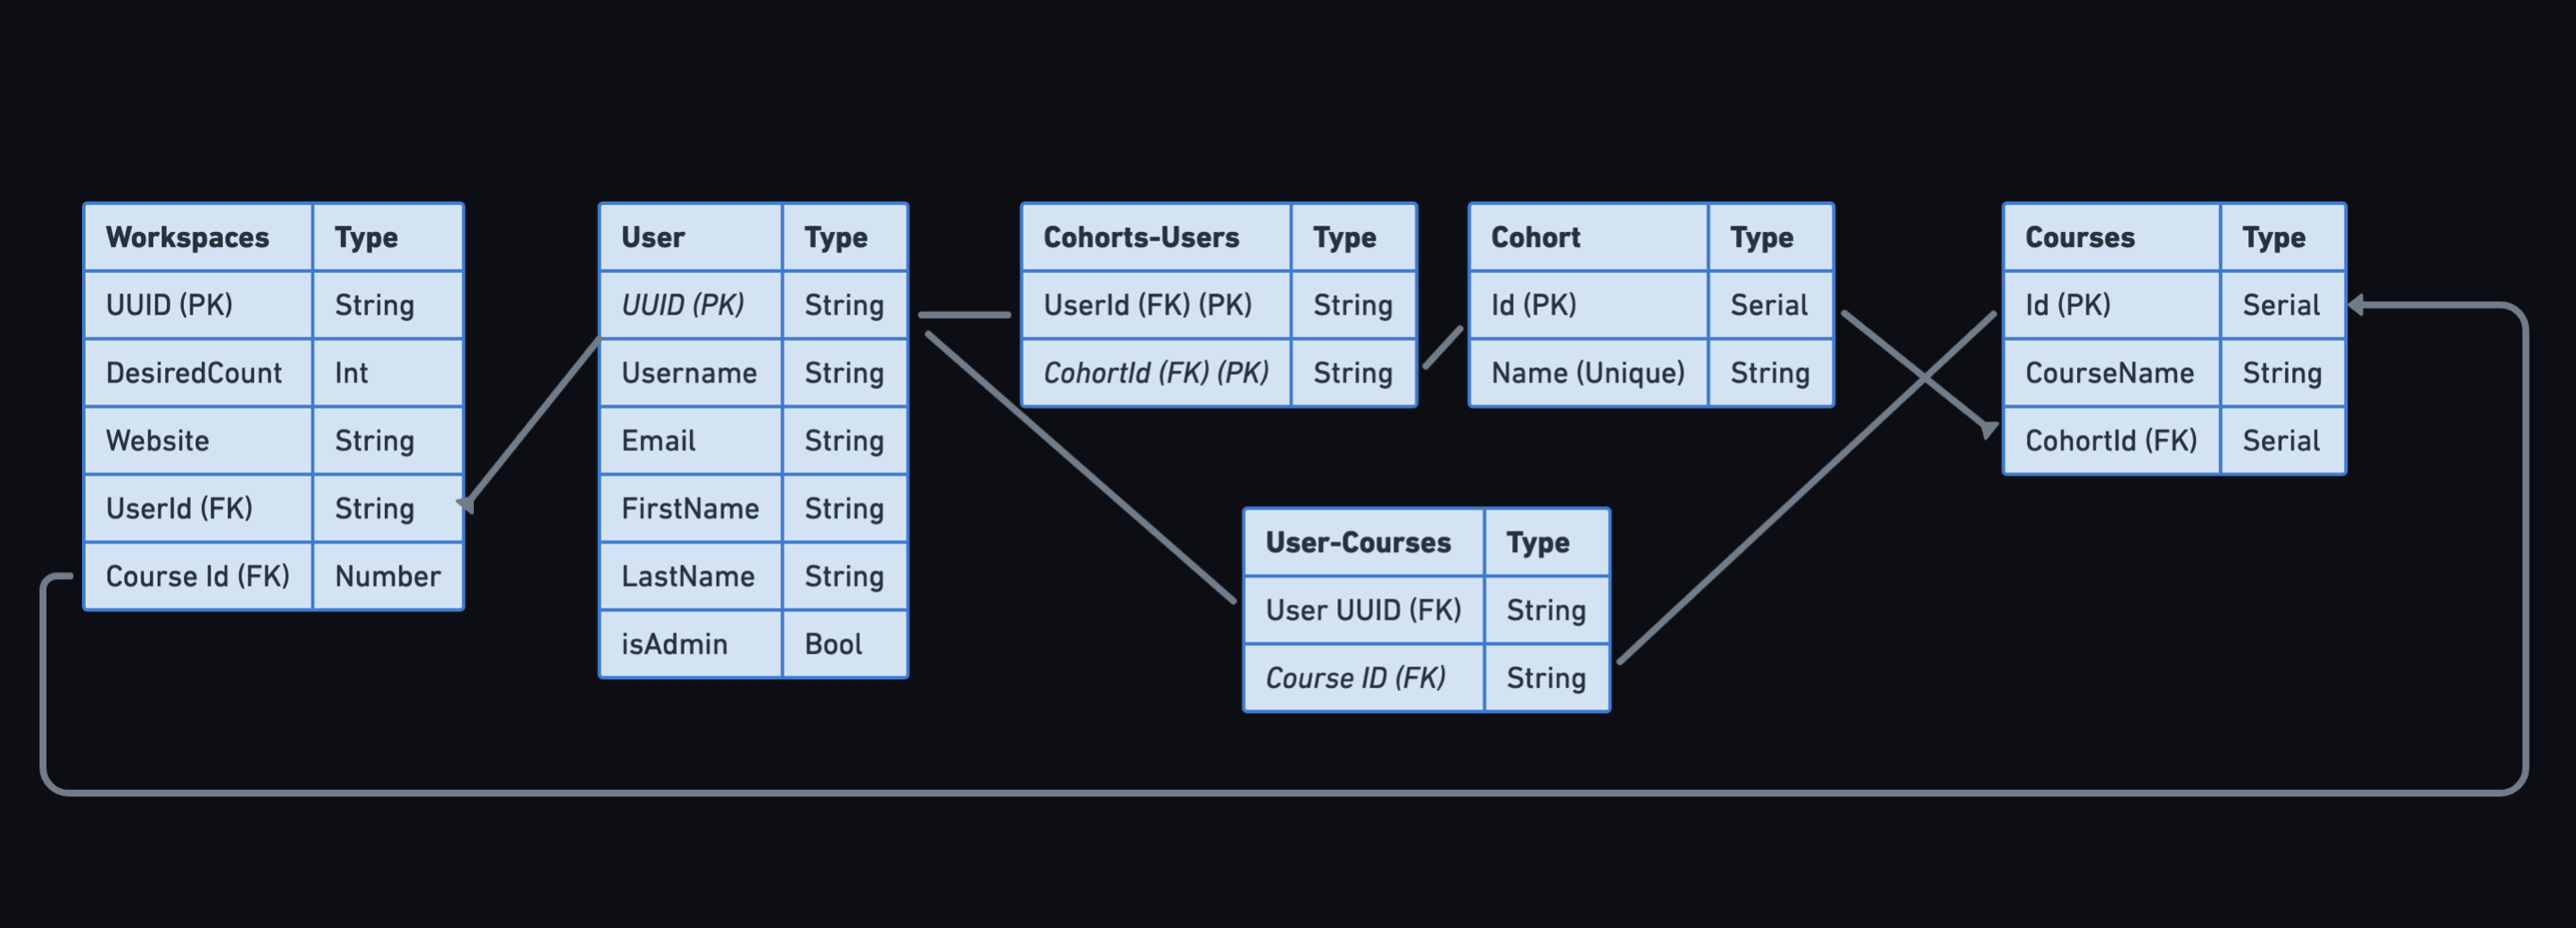 Workspaces Type
UUID (PK) String
DesiredCount Int
Website String
UserId (FK) String
Course Id (FK) Number
User Type
UUID (PK) String
Username String
Email String
FirstName String
LastName String
isAdmin Bool
Cohorts-Users Type
UserId (FK) (PK) String
CohortId (FK) (PK) String
Cohort Type
Id (PK) Serial
Name (Unique) String
Courses Type
Id (PK) Serial
CourseName String
CohortId (FK) Serial
User-Courses Type
User UUID (FK) String
Course ID (FK) String